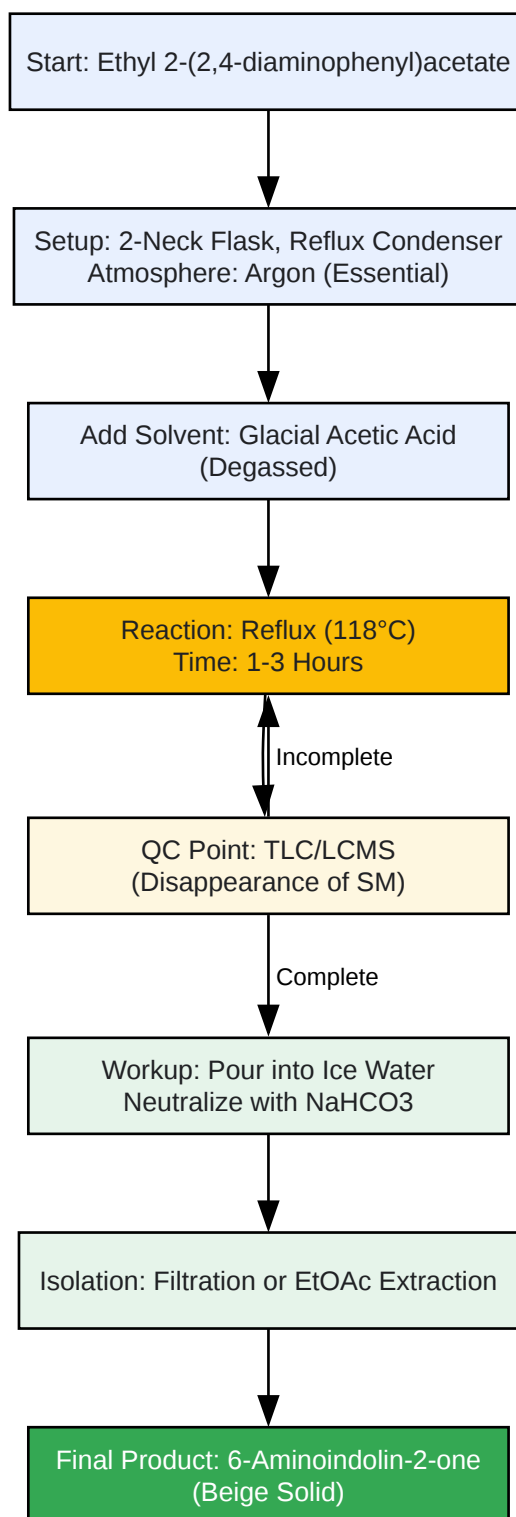 Start: Ethyl 2-(2,4-diaminophenyl)acetate
Setup: 2-Neck Flask, Reflux Condenser
Atmosphere: Argon (Essential)
Add Solvent: Glacial Acetic Acid
(Degassed)
Reaction: Reflux (118°C)
Time: 1-3 Hours
Incomplete
QC Point: TLC/LCMS
(Disappearance of SM)
Complete
Workup: Pour into Ice Water
Neutralize with NaHCO3
Isolation: Filtration or EtOAc Extraction
Final Product: 6-Aminoindolin-2-one
(Beige Solid)